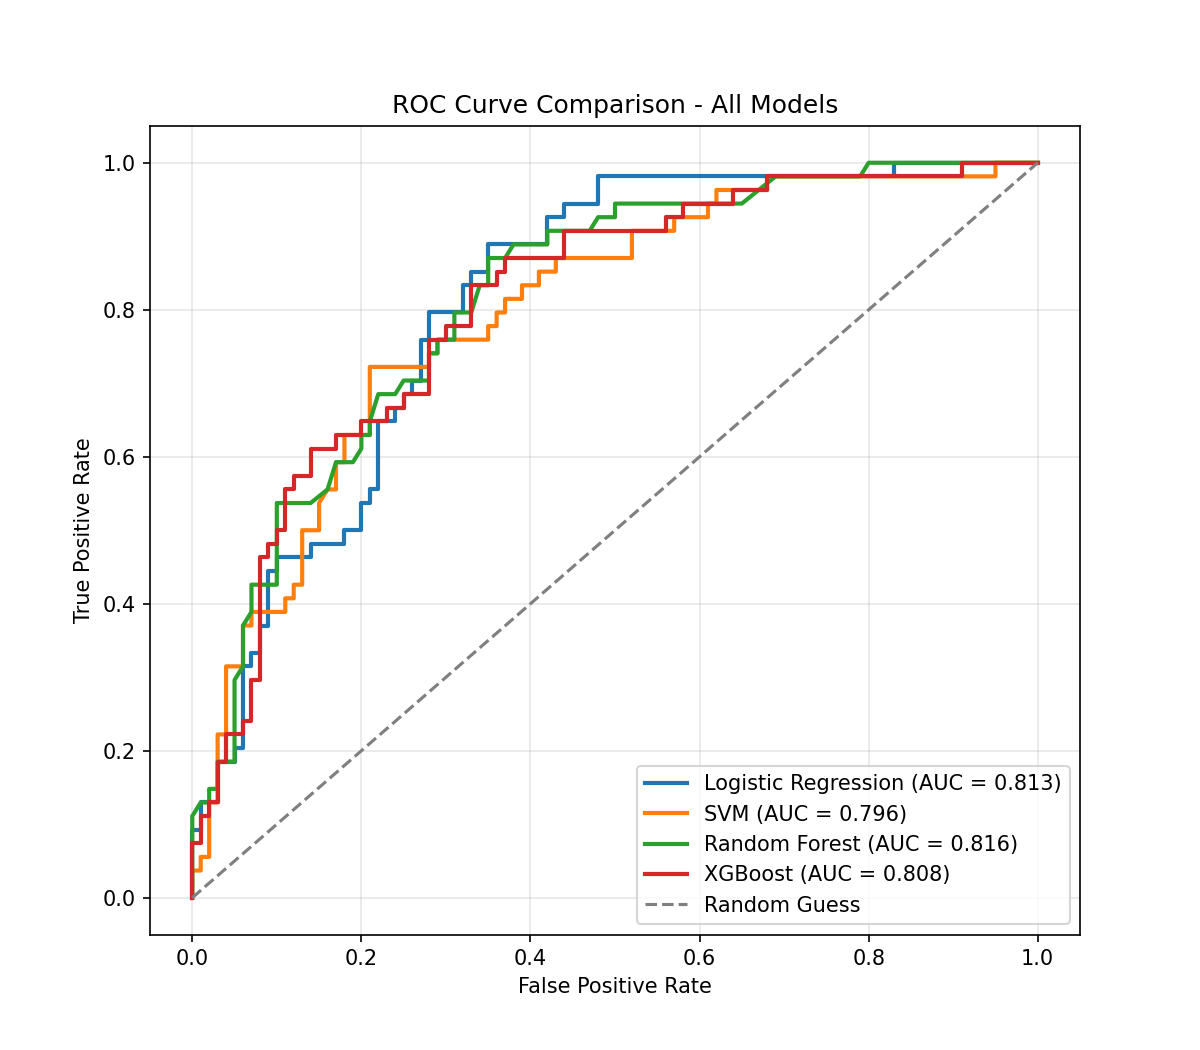 ROC Curve Comparison - All Models
True Positive Rate
1.0
0.8
0.6
0.4
0.2
0.0
Logistic Regression (AUC = 0.813)
SVM (AUC = 0.796)
Random Forest (AUC = 0.816)
XGBoost (AUC = 0.808)
Random Guess
0.0 0.2 0.4 0.6 0.8 1.0
False Positive Rate